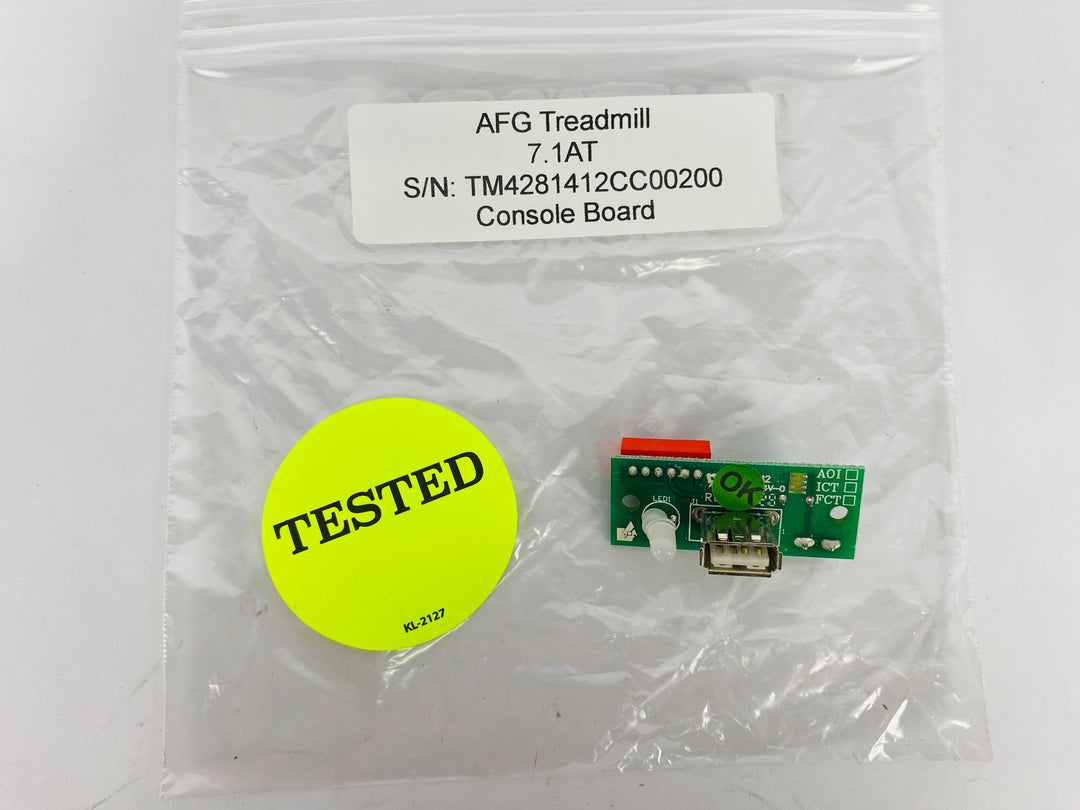 AFG Treadmill
7.1AT
S/N: TM4281412CC00200
Console Board
TESTED
KL-2127
OK
AOI
ICT
FCT
LED1